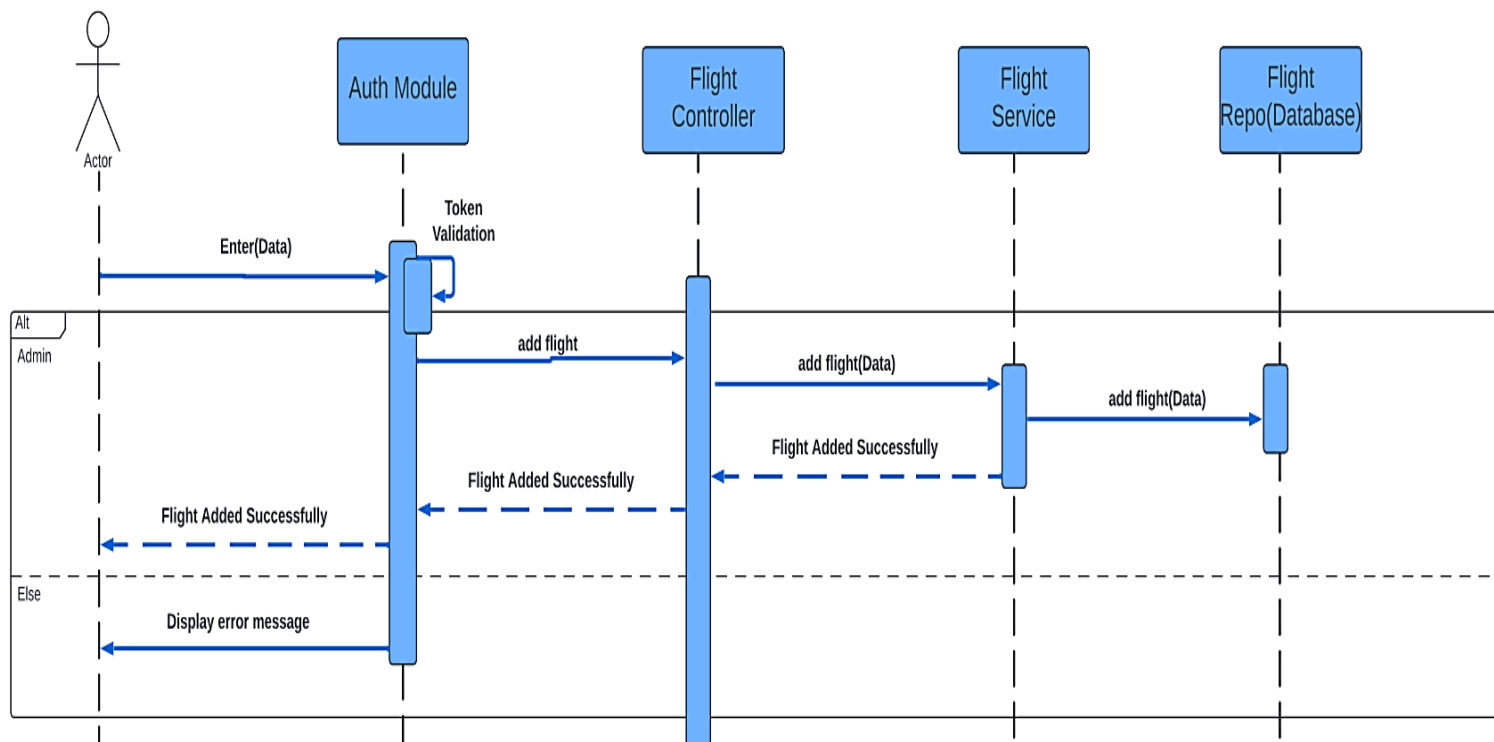 Actor
Auth Module
Flight
Controller
Flight
Service
Flight
Repo(Database)
Token
Validation
Enter(Data)
Alt
Admin
add flight
add flight(Data)
add flight(Data)
Flight Added Successfully
Flight Added Successfully
Flight Added Successfully
Else
Display error message